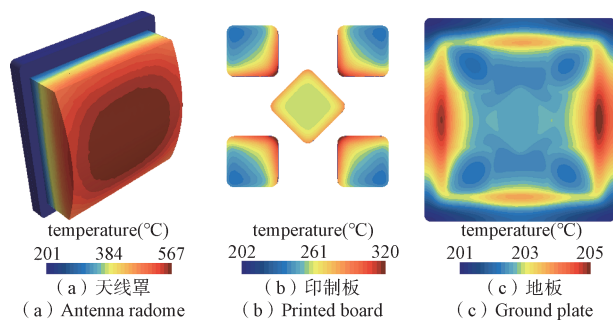 temperature(℃)
201 384 567
（a）天线罩
（a）Antenna radome
temperature(℃)
202 261 320
（b）印制板
（b）Printed board
temperature(℃)
201 203 205
（c）地板
（c）Ground plate